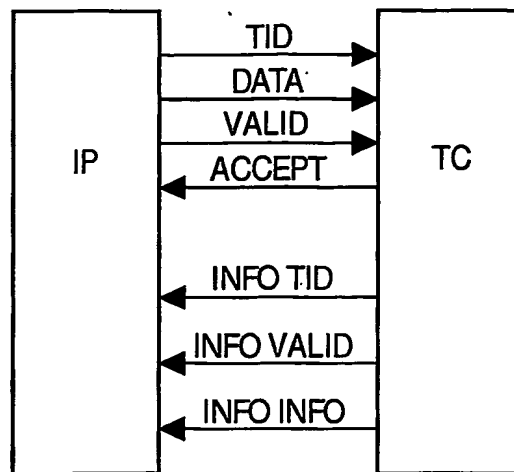 TID
DATA
VALID
IP
TC
ACCEPT
INFO TID
INFO VALID
INFO INFO